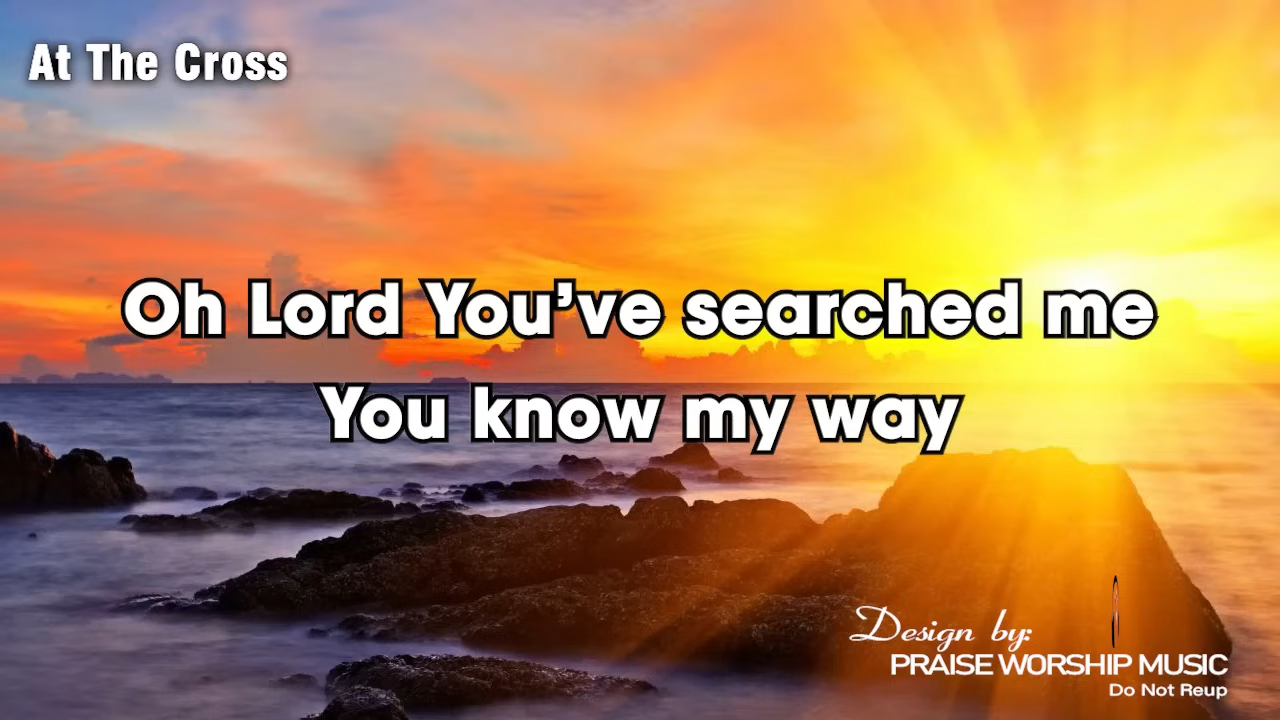 At The Cross
Oh Lord You've searched me
You know my way
Design by:
PRAISE WORSHIP MUSIC
Do Not Reup